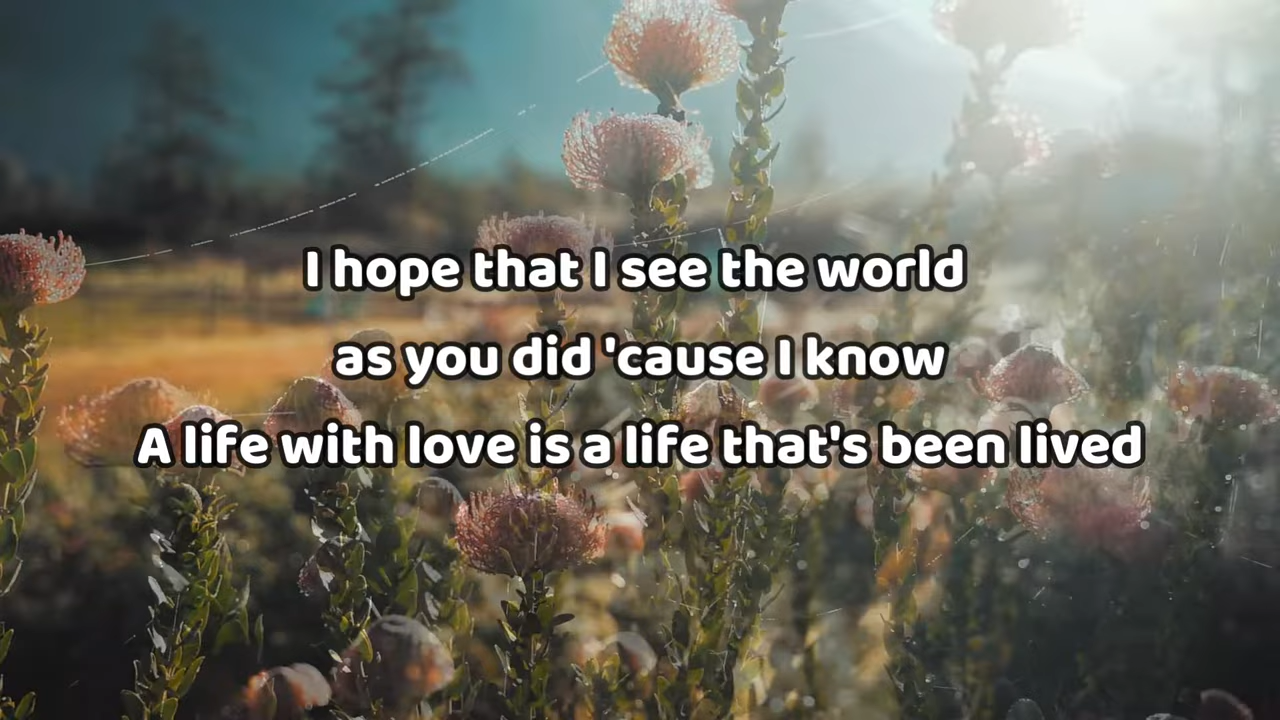 I hope that I see the world
as you did 'cause I know
A life with love is a life that's been lived